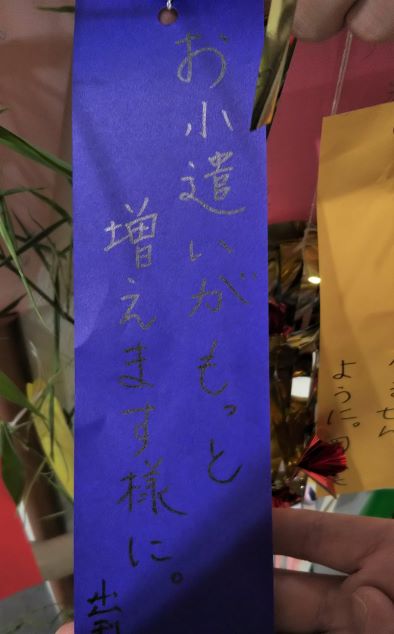 お小遣いがもっと
増えます様に。
ように。